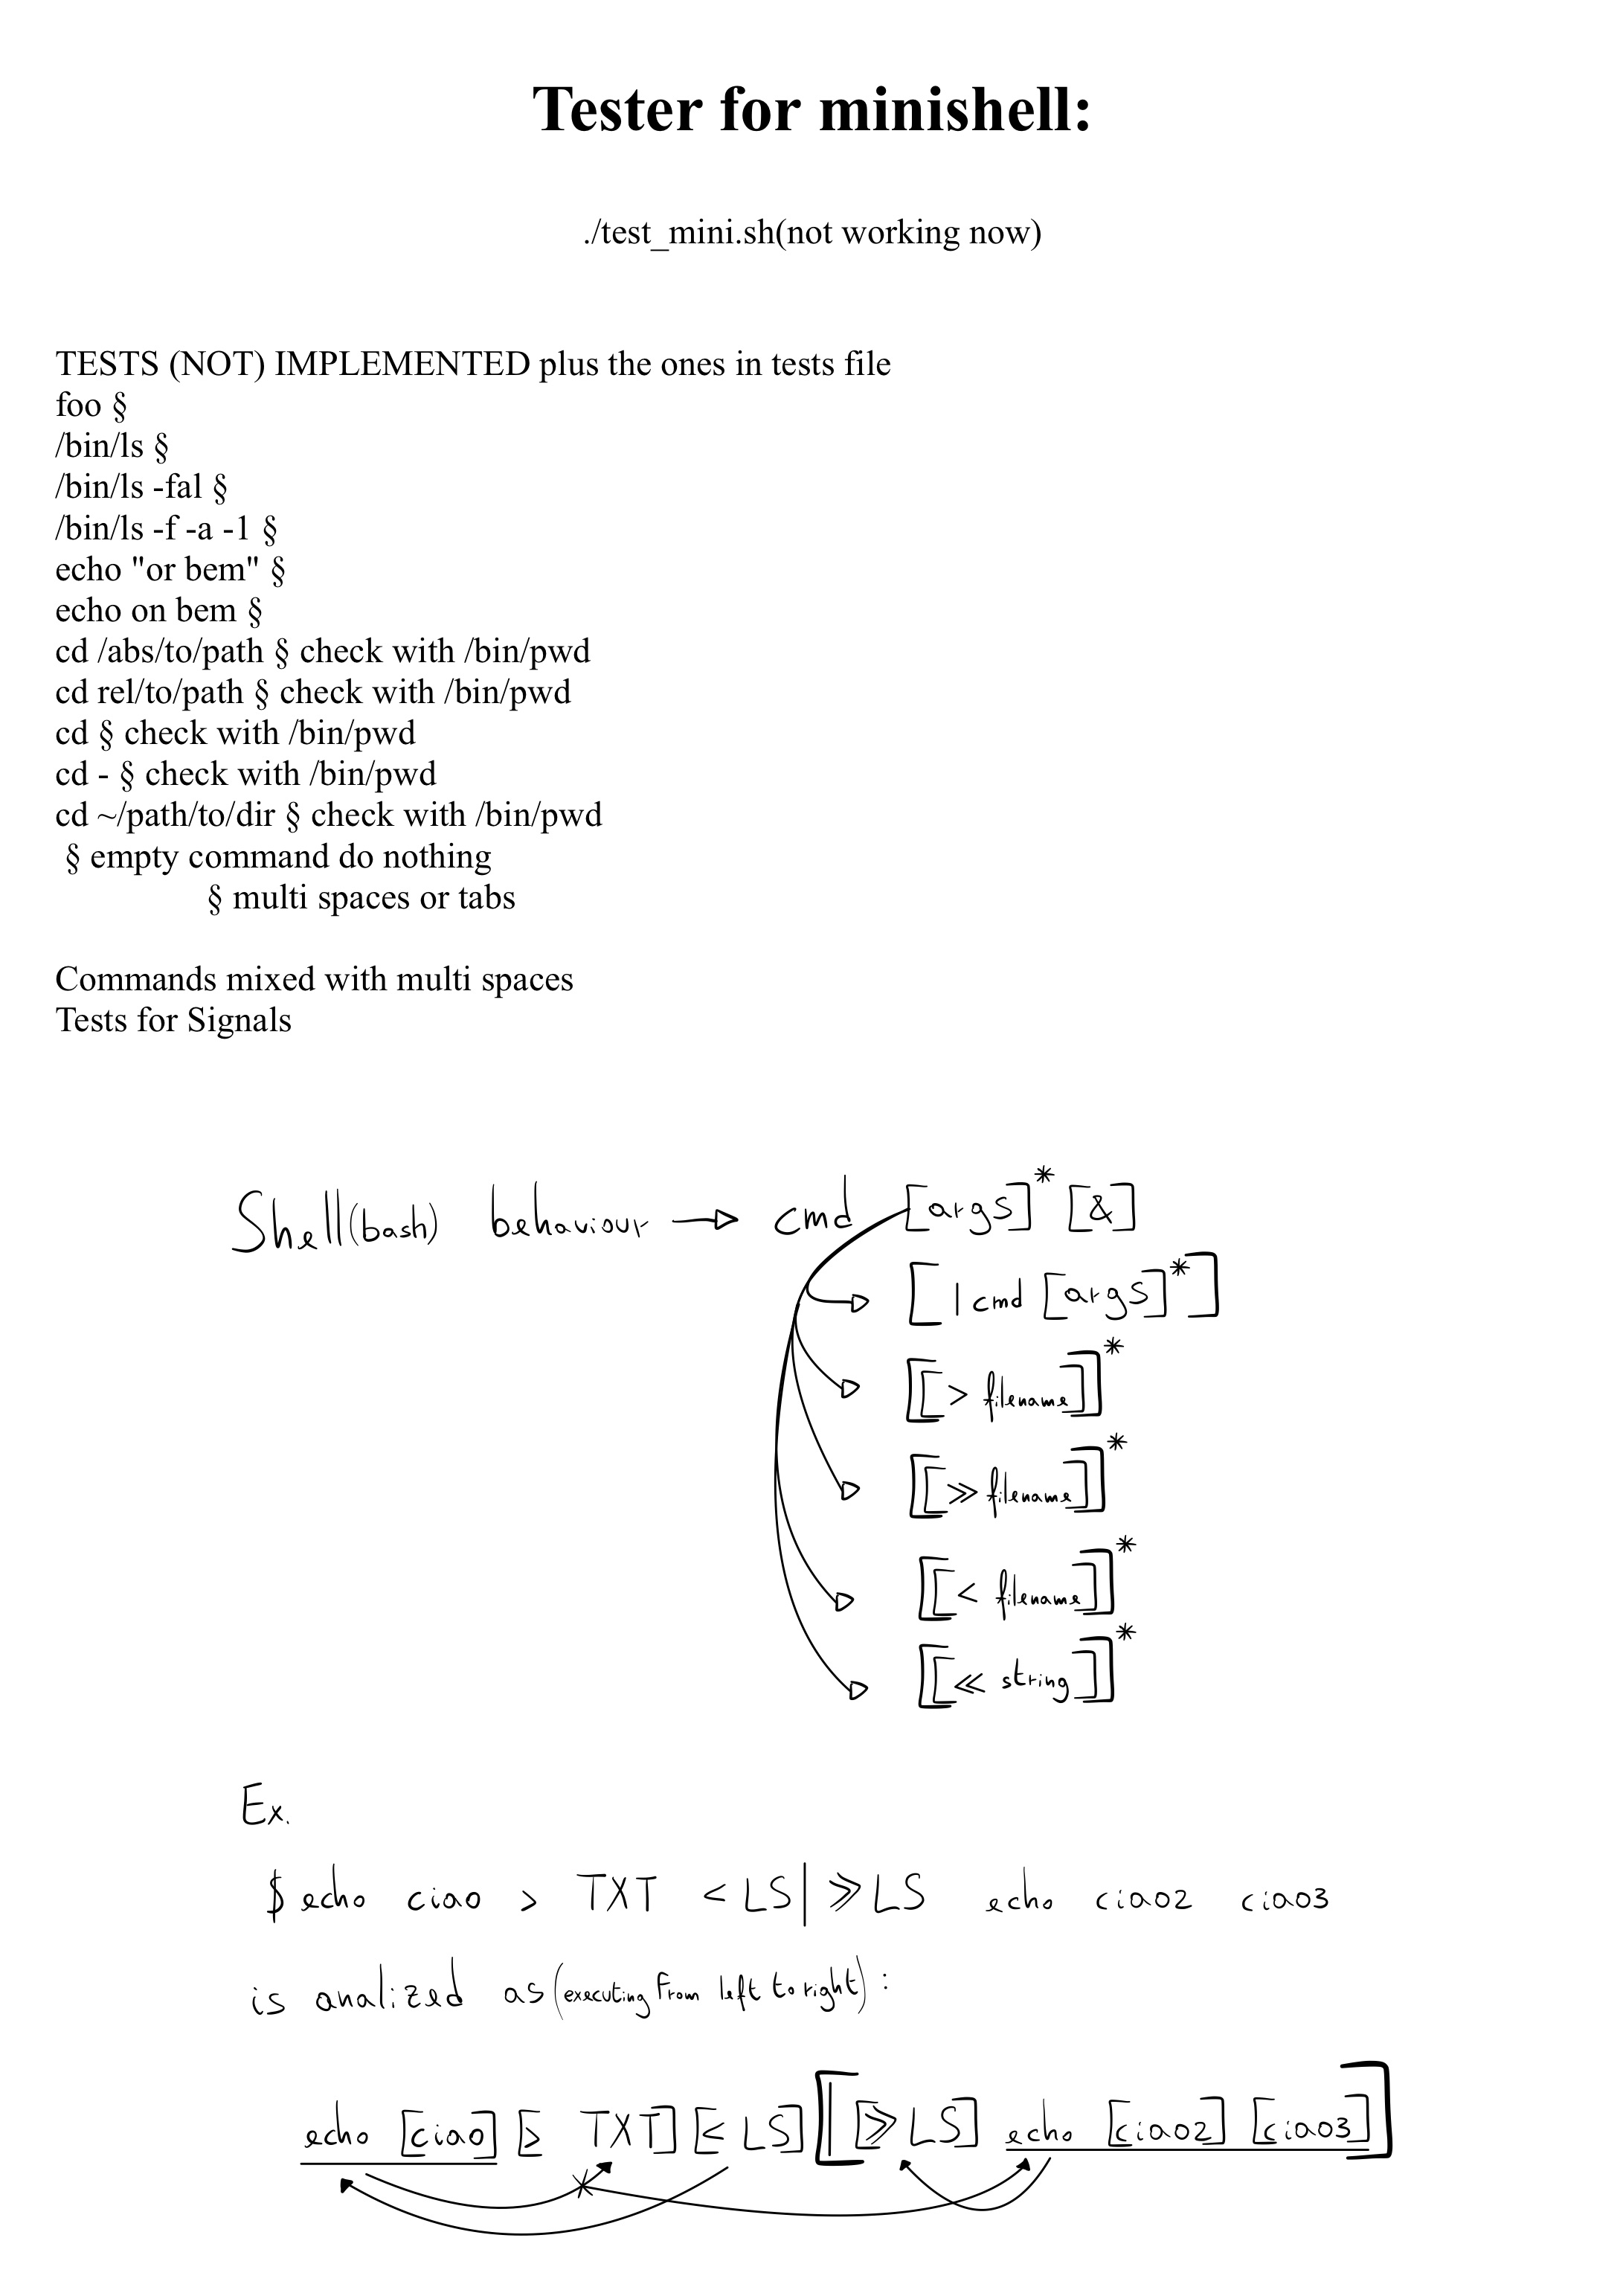 Tester for minishell:
./test_mini.sh(not working now)
TESTS (NOT) IMPLEMENTED plus the ones in tests file
foo §
/bin/ls §
/bin/ls -fal §
/bin/ls -f -a -1 §
echo "or bem" §
echo on bem §
cd /abs/to/path § check with /bin/pwd
cd rel/to/path § check with /bin/pwd
cd § check with /bin/pwd
cd - § check with /bin/pwd
cd ~/path/to/dir § check with /bin/pwd
§ empty command do nothing
§ multi spaces or tabs
Commands mixed with multi spaces
Tests for Signals
Shell(bash) behaviour → cmd [args]* [&]
[ | cmd [args]* ]
[[> filename]]*
[[>> filename]]*
[[< filename]]*
[[<< string]]*
Ex.
$ echo ciao > TXT < LS | >> LS echo ciao2 ciao3
is analized as (executing from left to right):
echo [ciao] [> TXT] [< LS] [ | [>> LS] echo [ciao2] [ciao3] ]